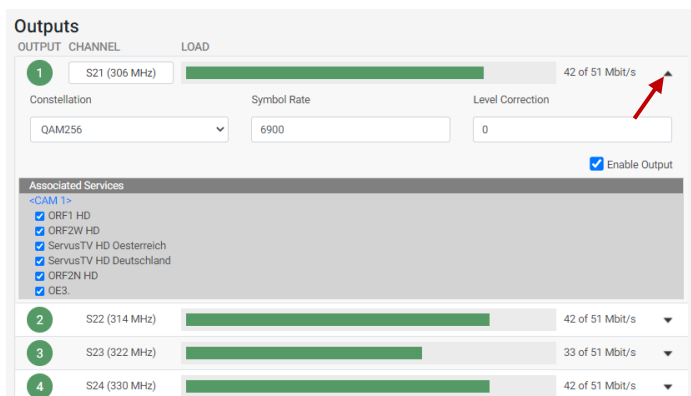 Outputs
OUTPUT CHANNEL LOAD
1 S21 (306 MHz) 42 of 51 Mbit/s
Constellation Symbol Rate Level Correction
QAM256 6900 0
Enable Output
Associated Services
<CAM 1>
ORF1 HD
ORF2W HD
ServusTV HD Oesterreich
ServusTV HD Deutschland
ORF2N HD
OE3.
2 S22 (314 MHz) 42 of 51 Mbit/s
3 S23 (322 MHz) 33 of 51 Mbit/s
4 S24 (330 MHz) 42 of 51 Mbit/s